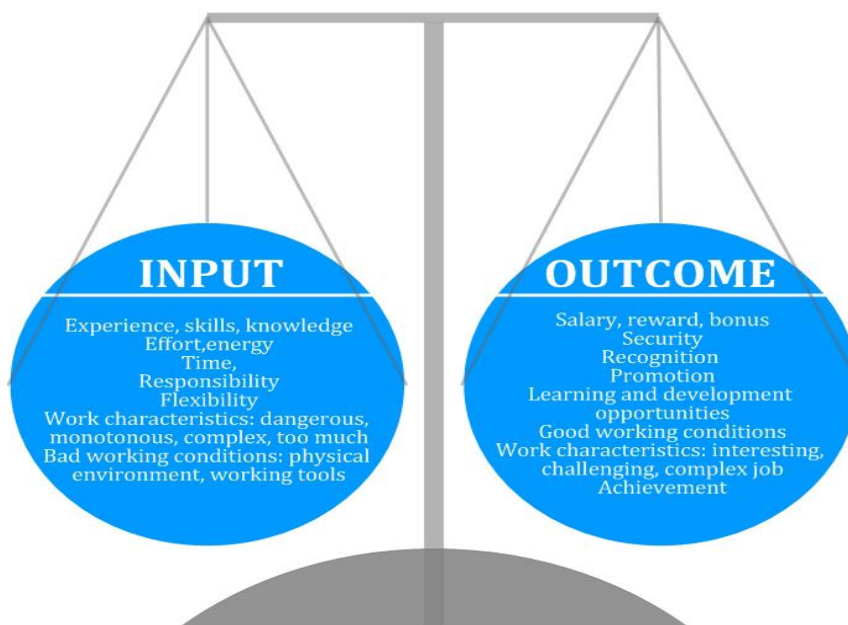 INPUT
Experience, skills, knowledge
Effort,energy
Time,
Responsibility
Flexibility
Work characteristics: dangerous,
monotonous, complex, too much
Bad working conditions: physical
environment, working tools
OUTCOME
Salary, reward, bonus
Security
Recognition
Promotion
Learning and development
opportunities
Good working conditions
Work characteristics: interesting,
challenging, complex job
Achievement